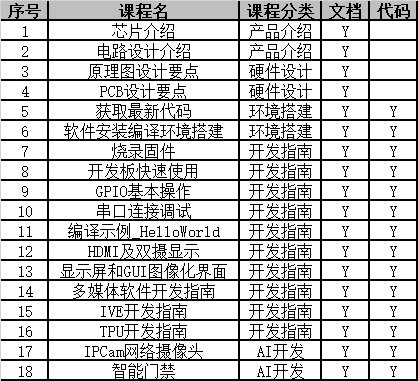 序号 课程名 课程分类 文档 代码
1 芯片介绍 产品介绍 Y
2 电路设计介绍 产品介绍 Y
3 原理图设计要点 硬件设计 Y
4 PCB设计要点 硬件设计 Y
5 获取最新代码 环境搭建 Y Y
6 软件安装编译环境搭建 环境搭建 Y Y
7 烧录固件 开发指南 Y Y
8 开发板快速使用 开发指南 Y Y
9 GPIO基本操作 开发指南 Y Y
10 串口连接调试 开发指南 Y Y
11 编译示例_HelloWorld 开发指南 Y Y
12 HDMI及双摄显示 开发指南 Y Y
13 显示屏和GUI图像化界面 开发指南 Y Y
14 多媒体软件开发指南 开发指南 Y Y
15 IVE开发指南 开发指南 Y Y
16 TPU开发指南 开发指南 Y Y
17 IPCam网络摄像头 AI开发 Y Y
18 智能门禁 AI开发 Y Y